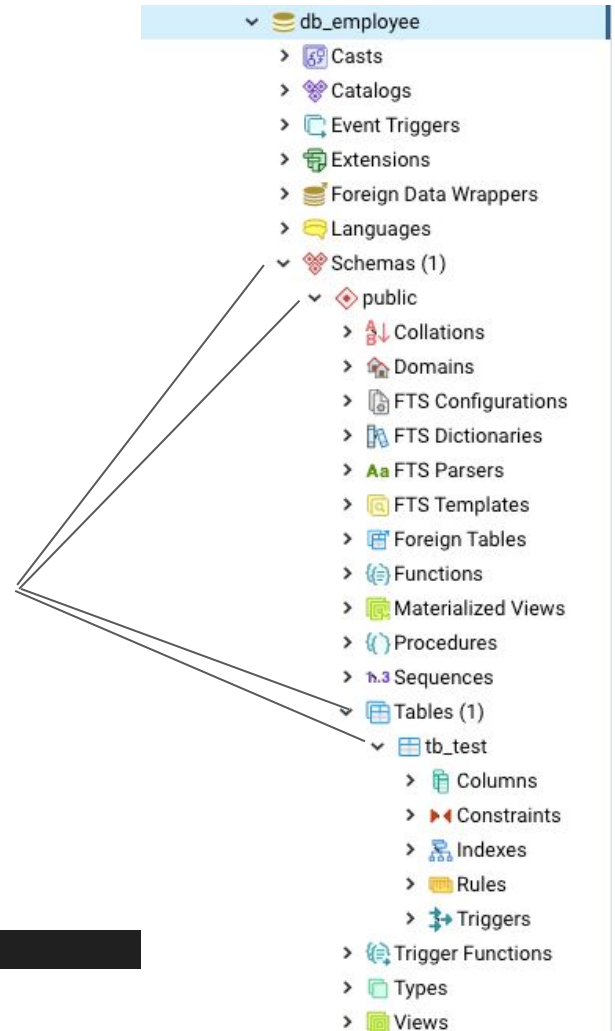 db_employee
Casts
Catalogs
Event Triggers
Extensions
Foreign Data Wrappers
Languages
Schemas (1)
public
Collations
Domains
FTS Configurations
FTS Dictionaries
Aa FTS Parsers
FTS Templates
Foreign Tables
Functions
Materialized Views
Procedures
1..3 Sequences
Tables (1)
tb_test
Columns
Constraints
Indexes
Rules
Triggers
Trigger Functions
Types
Views